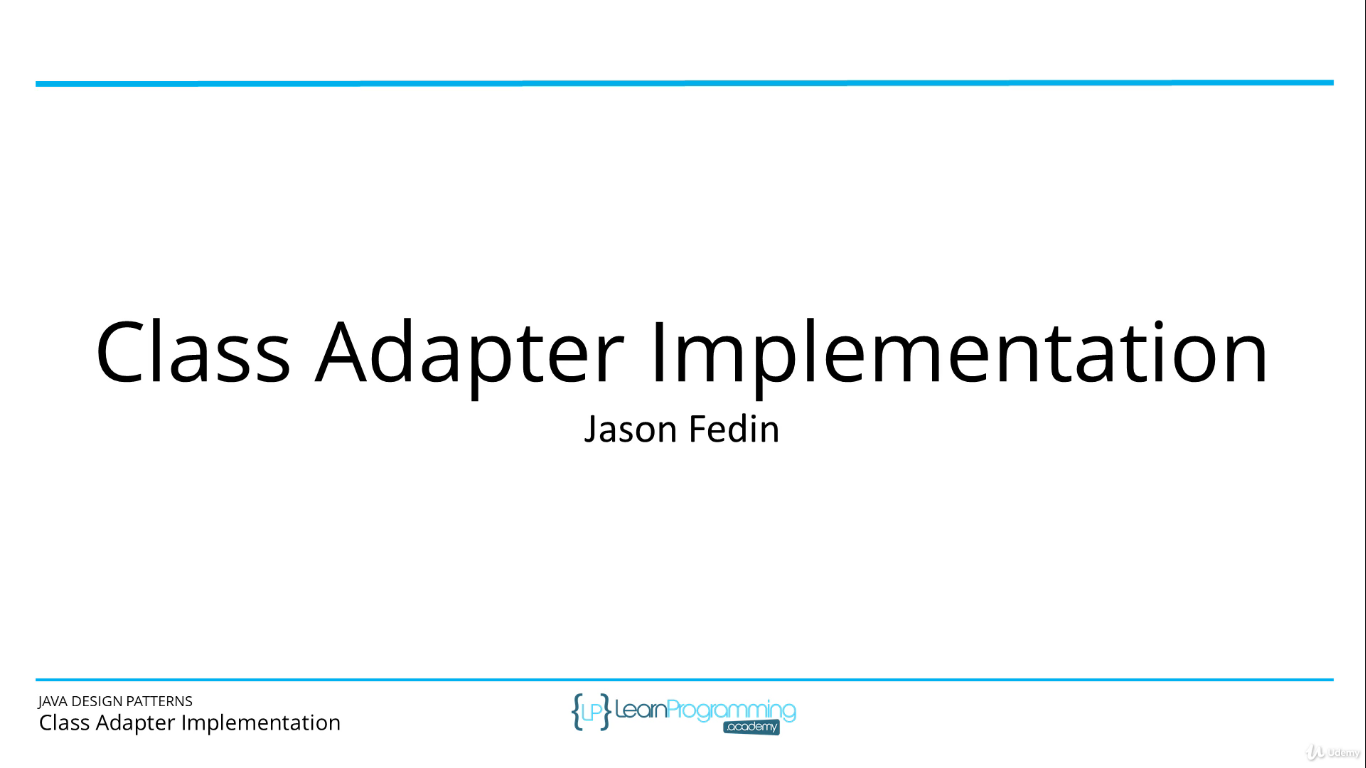 Class Adapter Implementation
Jason Fedin
JAVA DESIGN PATTERNS
Class Adapter Implementation
{LP} LearnProgramming
.academy
Udemy